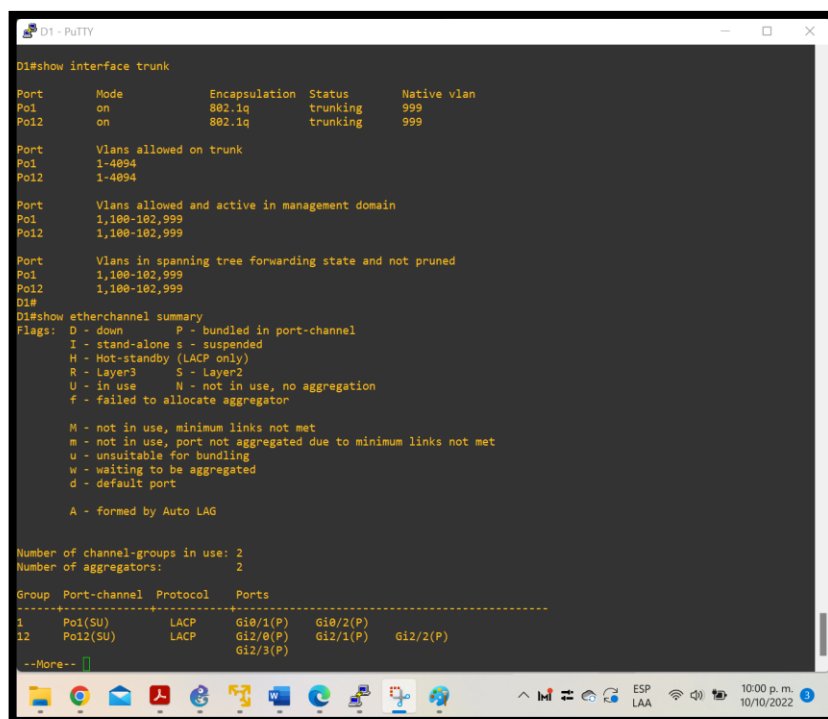 D1 - PuTTY
D1#show interface trunk
Port        Mode             Encapsulation  Status        Native vlan
Po1         on               802.1q         trunking      999
Po12        on               802.1q         trunking      999
Port        Vlans allowed on trunk
Po1         1-4094
Po12        1-4094
Port        Vlans allowed and active in management domain
Po1         1,100-102,999
Po12        1,100-102,999
Port        Vlans in spanning tree forwarding state and not pruned
Po1         1,100-102,999
Po12        1,100-102,999
D1#
D1#show etherchannel summary
Flags:  D - down        P - bundled in port-channel
        I - stand-alone s - suspended
        H - Hot-standby (LACP only)
        R - Layer3      S - Layer2
        U - in use      N - not in use, no aggregation
        f - failed to allocate aggregator
        M - not in use, minimum links not met
        m - not in use, port not aggregated due to minimum links not met
        u - unsuitable for bundling
        w - waiting to be aggregated
        d - default port
        A - formed by Auto LAG
Number of channel-groups in use: 2
Number of aggregators:           2
Group  Port-channel  Protocol    Ports
------+-------------+-----------+-----------------------------------------------
1      Po1(SU)         LACP      Gi0/1(P)    Gi0/2(P)
12     Po12(SU)        LACP      Gi2/0(P)    Gi2/1(P)    Gi2/2(P)
                                 Gi2/3(P)
--More--
ESP
LAA
10:00 p. m.
10/10/2022
3